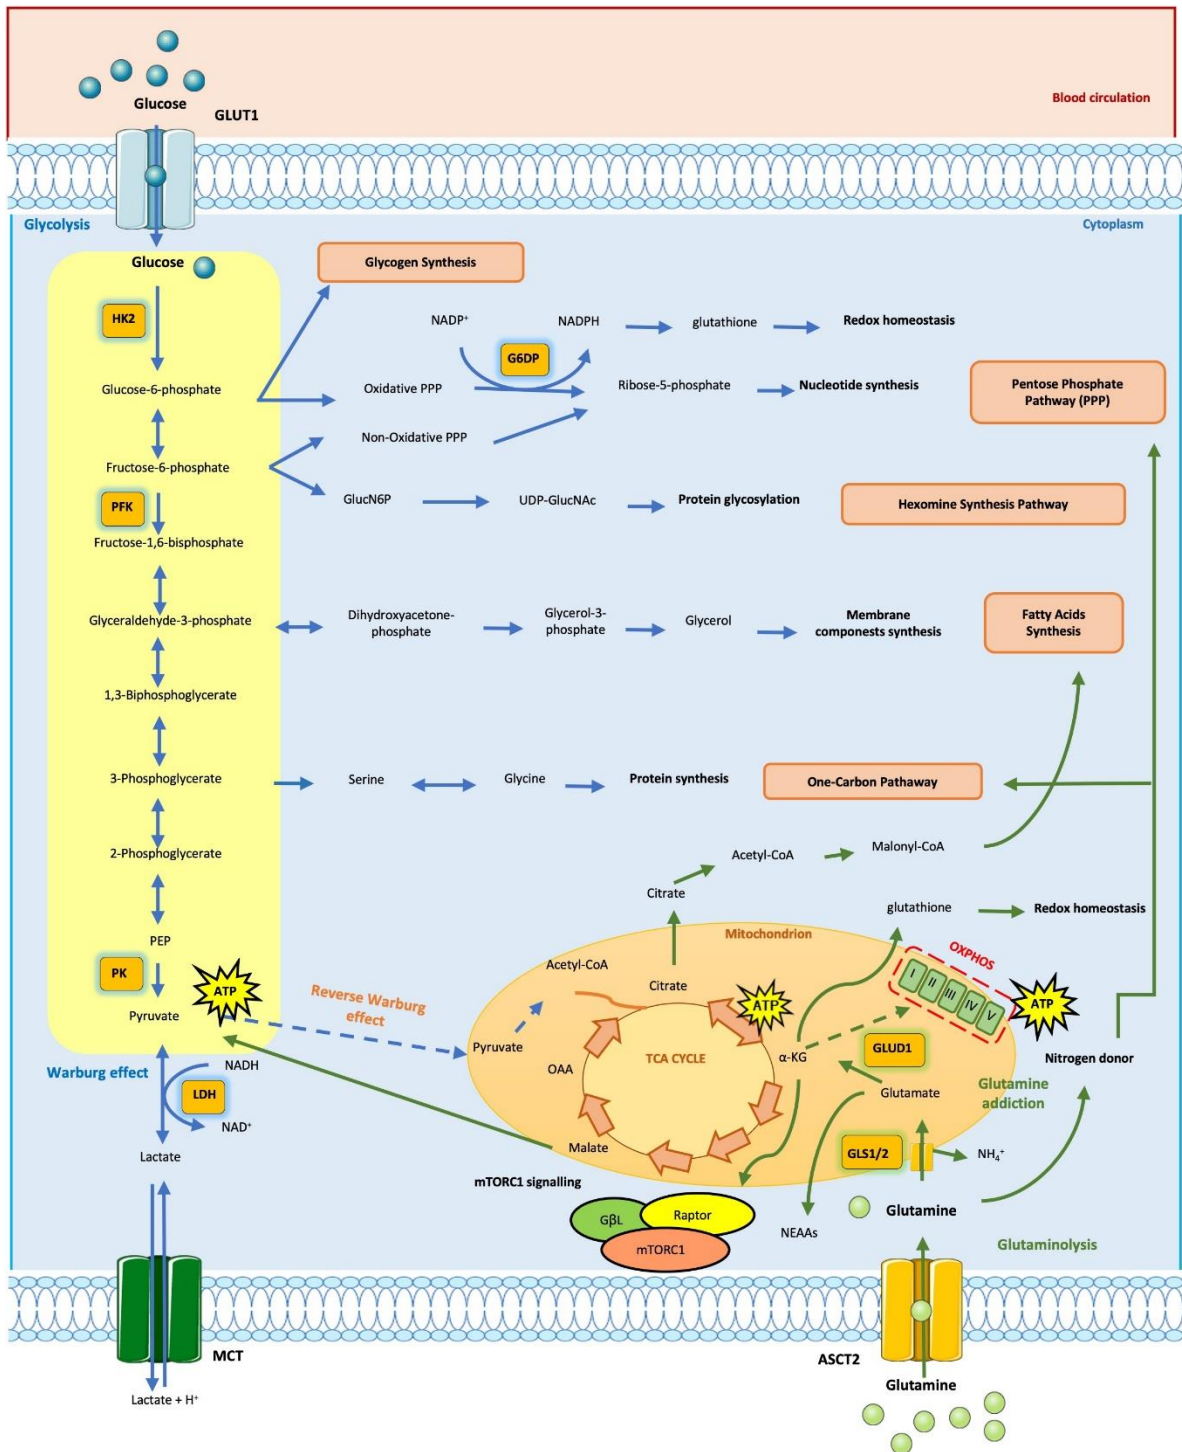 Glucose
GLUT1
Blood circulation
Glycolysis
Cytoplasm
Glucose
Glycogen Synthesis
HK2
NADP⁺
NADPH
glutathione
Redox homeostasis
G6DP
Glucose-6-phosphate
Oxidative PPP
Ribose-5-phosphate
Nucleotide synthesis
Pentose Phosphate
Pathway (PPP)
Non-Oxidative PPP
Fructose-6-phosphate
PFK
GlucN6P
UDP-GlucNAc
Protein glycosylation
Hexomine Synthesis Pathway
Fructose-1,6-bisphosphate
Glyceraldehyde-3-phosphate
Dihydroxyacetone-
phosphate
Glycerol-3-
phosphate
Glycerol
Membrane
componests synthesis
Fatty Acids
Synthesis
1,3-Biphosphoglycerate
3-Phosphoglycerate
Serine
Glycine
Protein synthesis
One-Carbon Pathaway
2-Phosphoglycerate
Acetyl-CoA
Malonyl-CoA
Citrate
glutathione
Redox homeostasis
PEP
Mitochondrion
OXPHOS
PK
ATP
Acetyl-CoA
Citrate
ATP
I
II
III
IV
V
ATP
Pyruvate
Reverse Warburg
effect
Pyruvate
TCA CYCLE
α-KG
GLUD1
Nitrogen donor
Warburg effect
NADH
OAA
Glutamate
Glutamine
addiction
LDH
NAD⁺
Lactate
Malate
GLS1/2
NH₄⁺
mTORC1 signalling
GβL
Raptor
mTORC1
NEAAs
Glutamine
Glutaminolysis
MCT
ASCT2
Lactate + H⁺
Glutamine